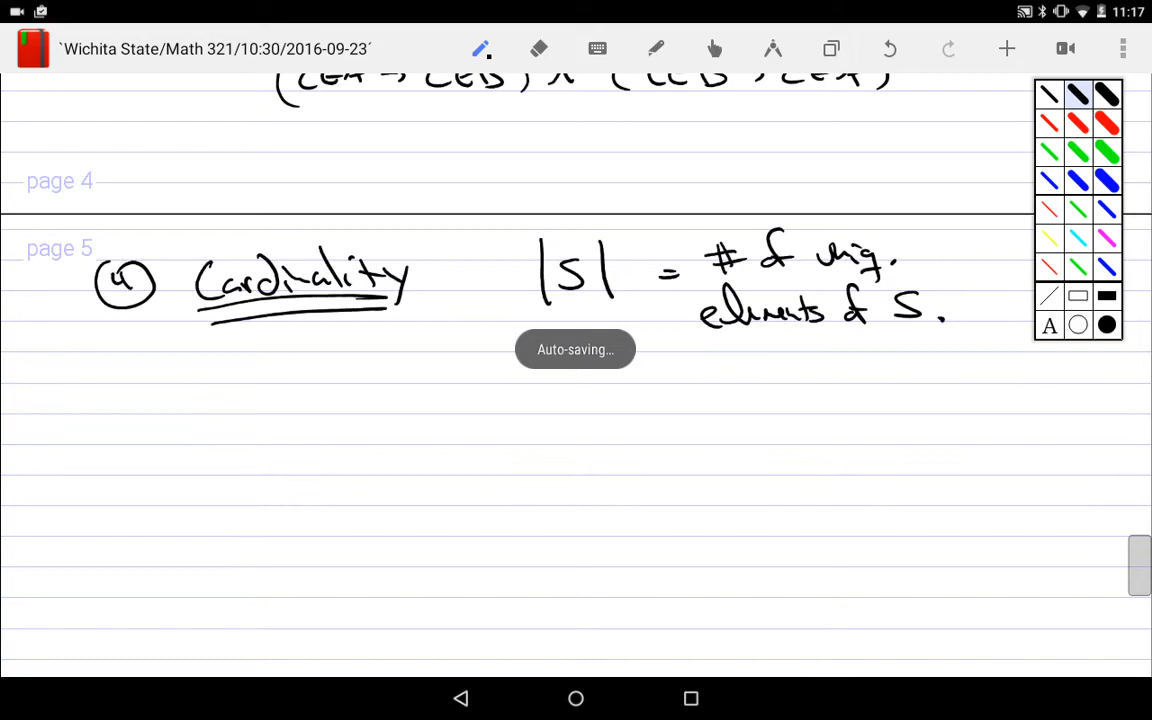 11:17
`Wichita State/Math 321/10:30/2016-09-23´
page 4
page 5
④ Cardinality |S| = # of uniq.
elements of S.
Auto-saving...
A